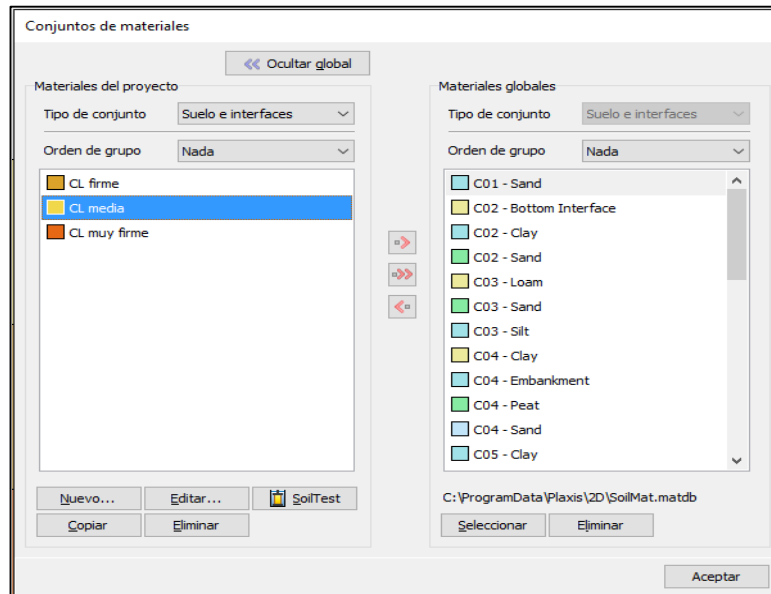 Conjuntos de materiales
Ocultar global
Materiales del proyecto
Tipo de conjunto Suelo e interfaces
Orden de grupo Nada
CL firme
CL media
CL muy firme
Nuevo... Editar... SoilTest
Copiar Eliminar
Materiales globales
Tipo de conjunto Suelo e interfaces
Orden de grupo Nada
C01 - Sand
C02 - Bottom Interface
C02 - Clay
C02 - Sand
C03 - Loam
C03 - Sand
C03 - Silt
C04 - Clay
C04 - Embankment
C04 - Peat
C04 - Sand
C05 - Clay
C:\ProgramData\Plaxis\2D\SoilMat.matdb
Seleccionar Eliminar
Aceptar